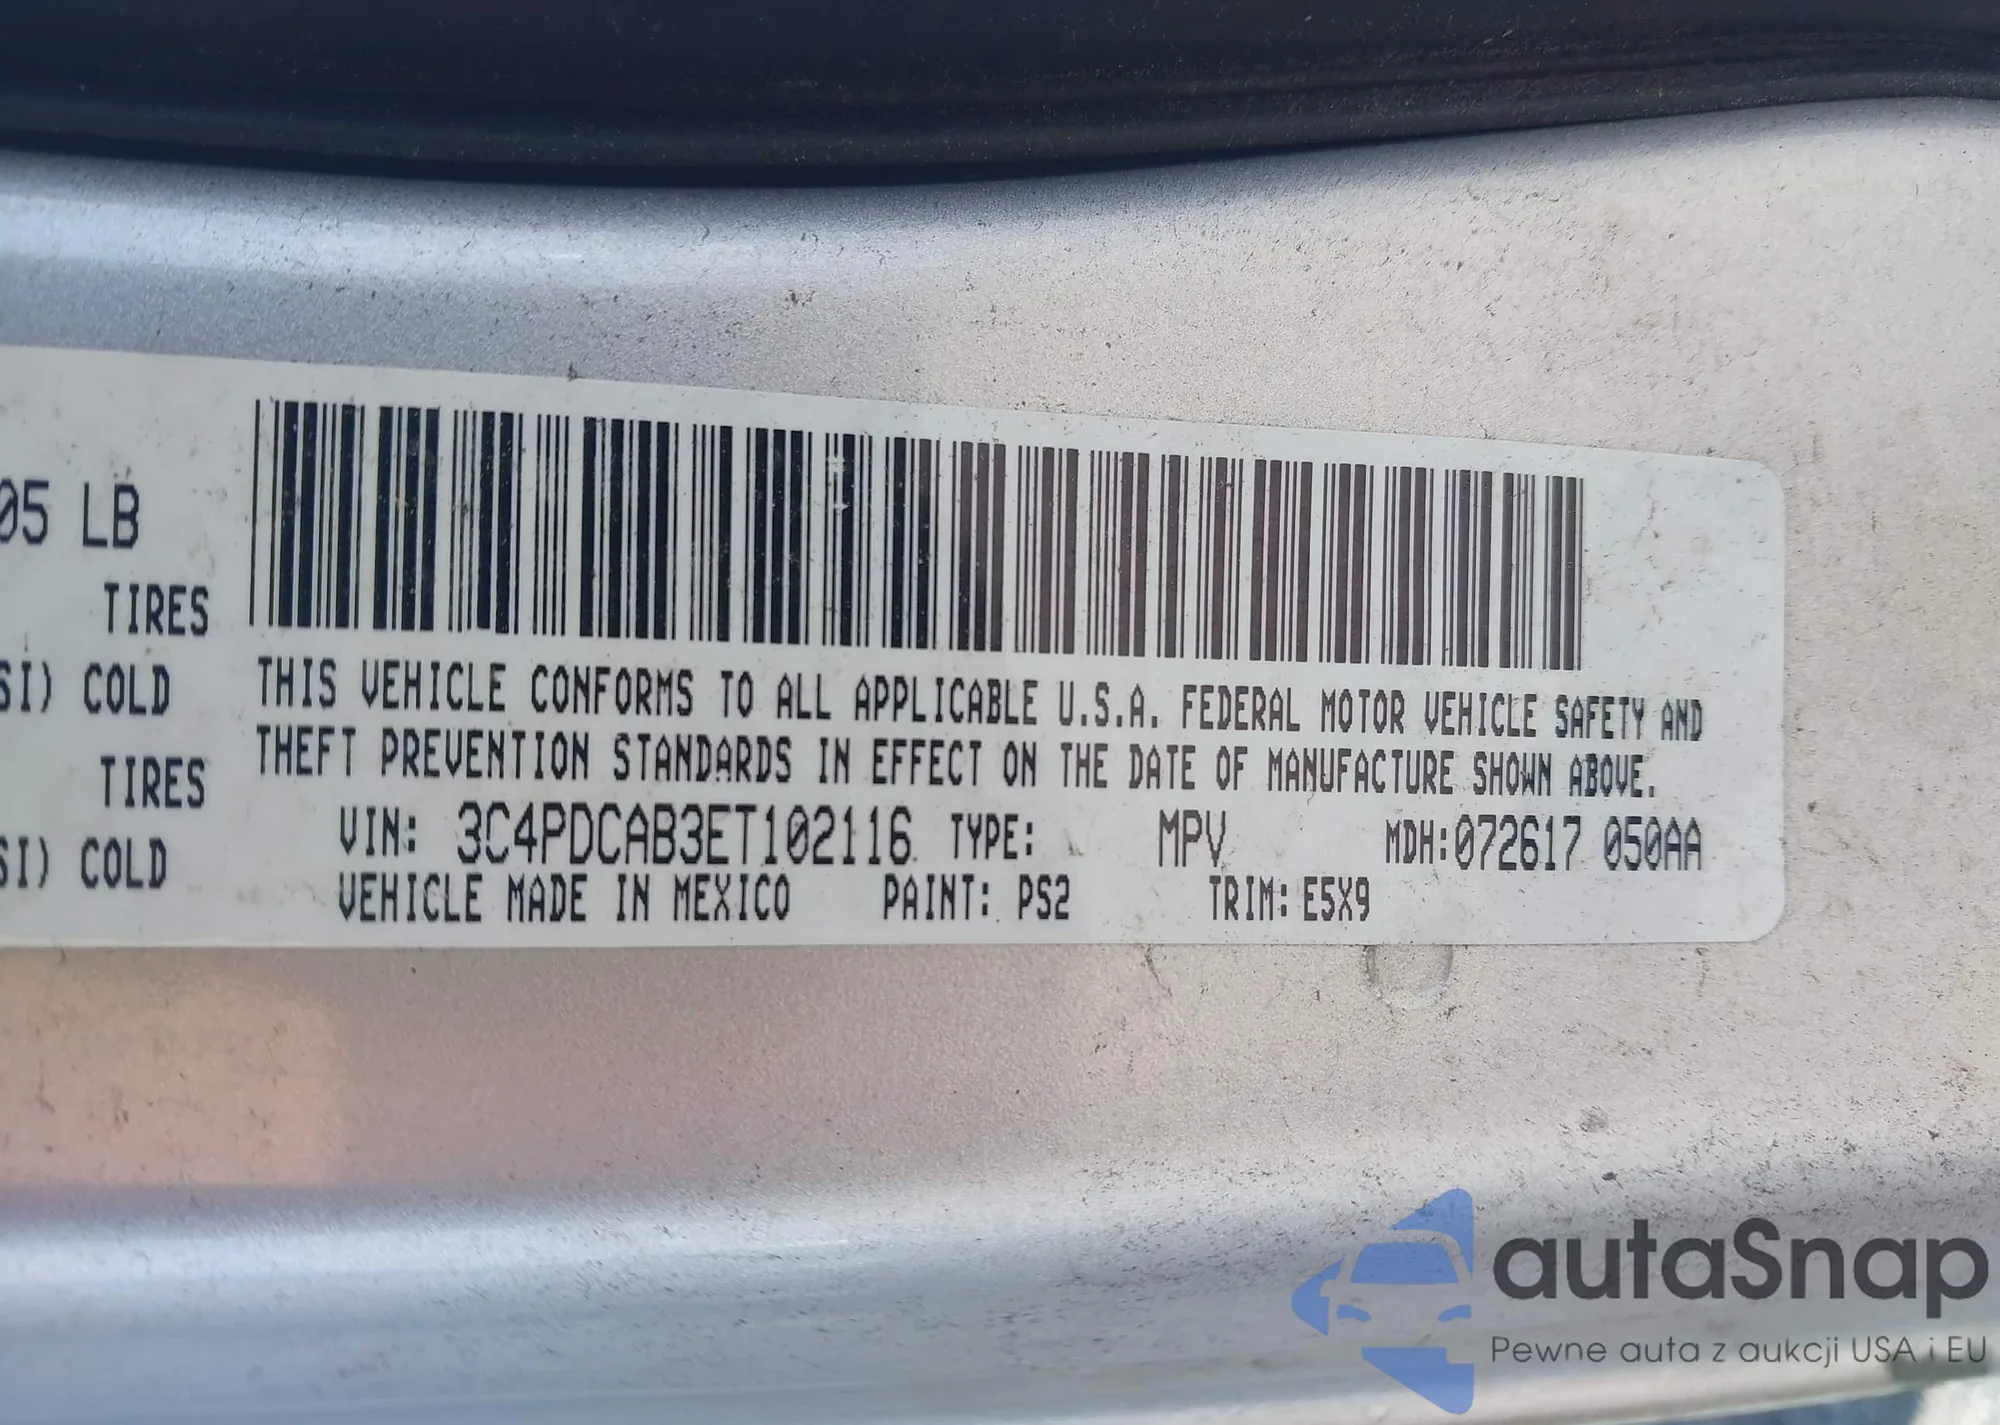 05 LB
TIRES
SI) COLD
TIRES
SI) COLD
THIS VEHICLE CONFORMS TO ALL APPLICABLE U.S.A. FEDERAL MOTOR VEHICLE SAFETY AND
THEFT PREVENTION STANDARDS IN EFFECT ON THE DATE OF MANUFACTURE SHOWN ABOVE.
VIN: 3C4PDCAB3ET102116 TYPE: MPV MDH:072617 050AA
VEHICLE MADE IN MEXICO PAINT: PS2 TRIM: E5X9
autaSnap
Pewne auta z aukcji USA i EU